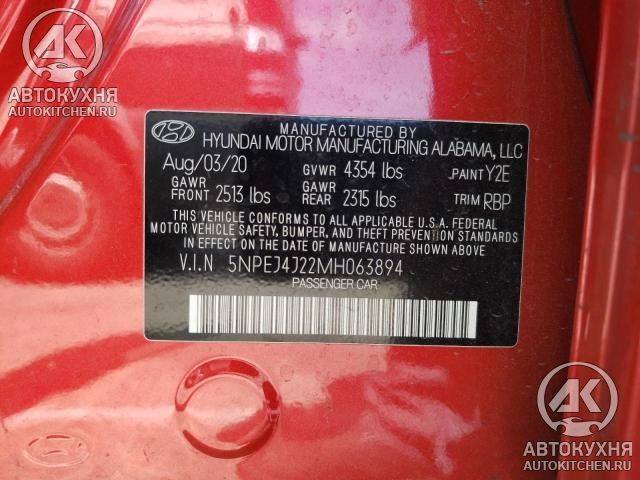 AK
АВТОКУХНЯ
AUTOKITCHEN.RU
MANUFACTURED BY
HYUNDAI MOTOR MANUFACTURING ALABAMA, LLC
Aug/03/20 GVWR 4354 lbs PAINT Y2E
GAWR FRONT 2513 lbs GAWR REAR 2315 lbs TRIM RBP
THIS VEHICLE CONFORMS TO ALL APPLICABLE U.S.A. FEDERAL
MOTOR VEHICLE SAFETY, BUMPER, AND THEFT PREVENTION STANDARDS
IN EFFECT ON THE DATE OF MANUFACTURE SHOWN ABOVE
V.I.N 5NPEJ4J22MH063894
PASSENGER CAR
AK
АВТОКУХНЯ
AUTOKITCHEN.RU